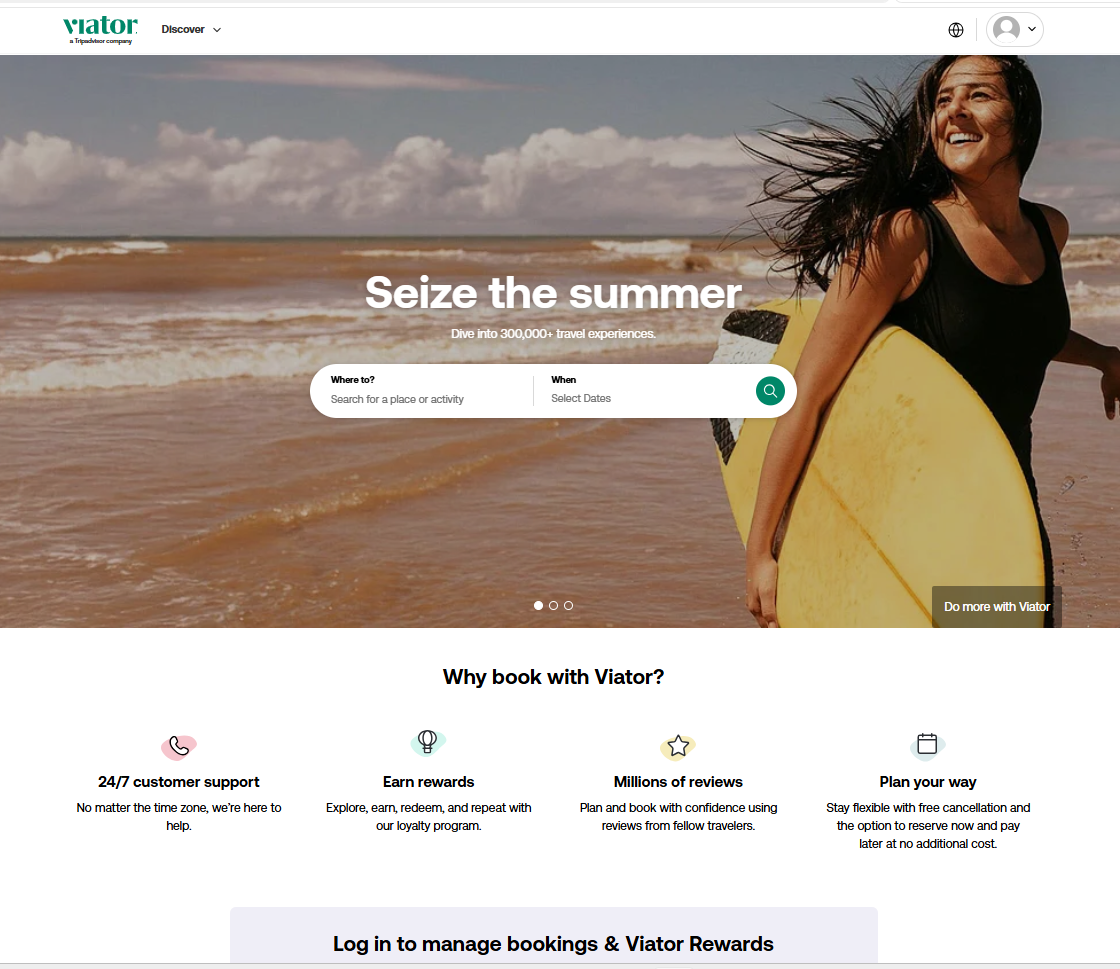 viator
a Tripadvisor company
Discover
Seize the summer
Dive into 300,000+ travel experiences.
Where to?
Search for a place or activity
When
Select Dates
Do more with Viator
Why book with Viator?
24/7 customer support
No matter the time zone, we're here to
help.
Earn rewards
Explore, earn, redeem, and repeat with
our loyalty program.
Millions of reviews
Plan and book with confidence using
reviews from fellow travelers.
Plan your way
Stay flexible with free cancellation and
the option to reserve now and pay
later at no additional cost.
Log in to manage bookings & Viator Rewards